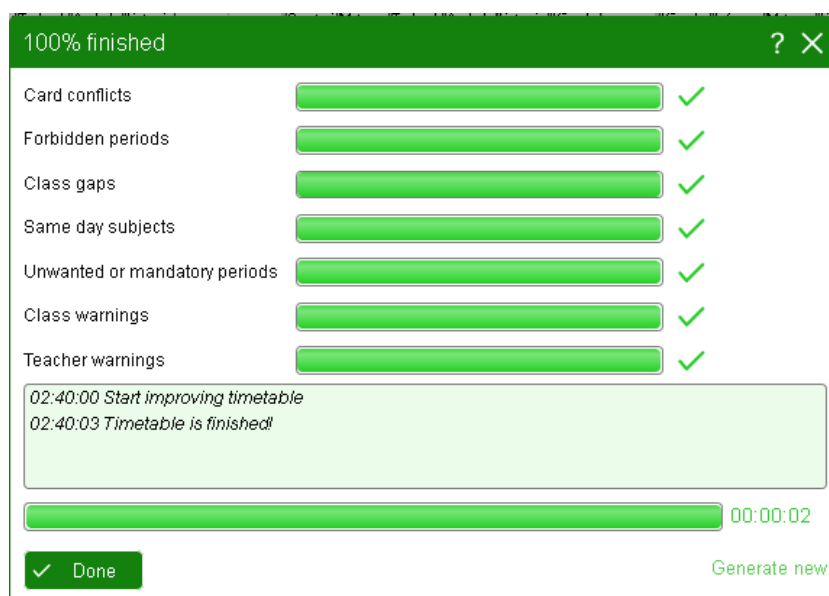 100% finished
?
Card conflicts
Forbidden periods
Class gaps
Same day subjects
Unwanted or mandatory periods
Class warnings
Teacher warnings
02:40:00 Start improving timetable
02:40:03 Timetable is finished!
00:00:02
Done
Generate new